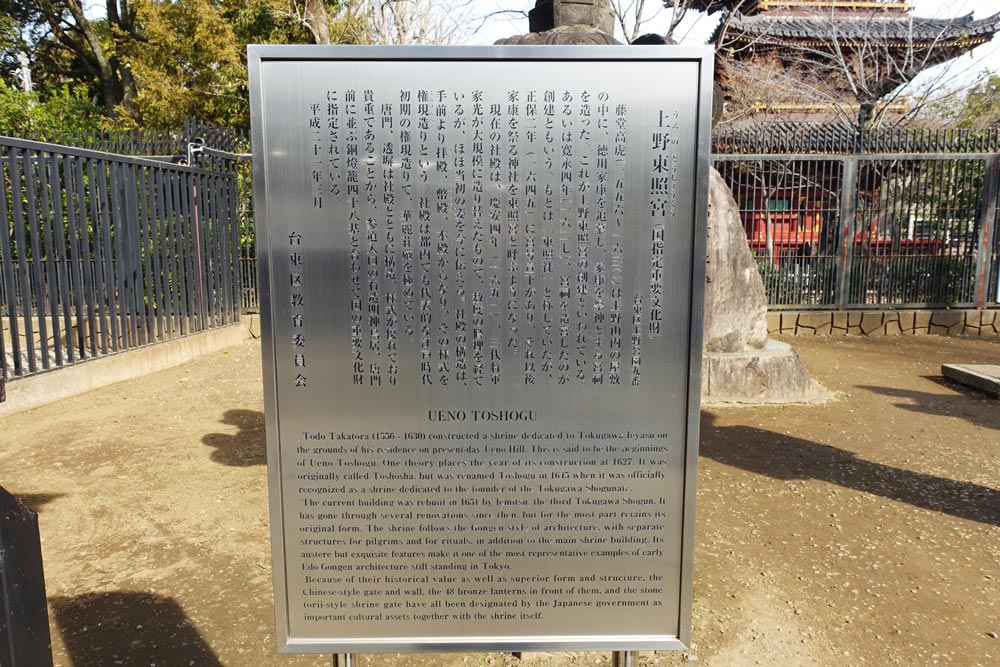 上野東照宮（国指定重要文化財）
うえの とうしょうぐう
台東区上野公園九番
藤堂高虎（一五五六～一六三〇）は上野山内の屋敷
の中に、徳川家康を追慕し、家康を祭神とする宮祠
を造った。これが上野東照宮の創建といわれている。
あるいは寛永四年（一六二七）、宮祠を造営したのが
創建ともいう。もとは「東照社」と称していたが、
正保二年（一六四五）に宮号宣下があり、それ以後
家康を祭る神社を東照宮と呼ぶようになった。
現在の社殿は、慶安四年（一六五一）、三代将軍
家光が大規模に造り替えたもので、数度の修理を経て
いるが、ほぼ当初の姿を今に伝える。社殿の構造は、
手前より拝殿、幣殿、本殿からなり、その様式を
権現造りという。社殿は都内でも代表的な江戸時代
初期の権現造りで、華麗荘厳を極めている。
唐門、透塀は社殿とともに構造、様式が優れており
貴重であることから、参道入口の石造明神鳥居、唐門
前に並ぶ銅燈籠四十八基と合わせて国の重要文化財
に指定されている。
平成二十一年三月
台東区教育委員会
UENO TOSHOGU
Todo Takatora (1556 - 1630) constructed a shrine dedicated to Tokugawa, Ieyasu on
the grounds of his residence on present-day Ueno Hill. This is said to be the beginnings
of Ueno Toshogu. One theory places the year of its construction at 1627. It was
originally called Toshosha, but was renamed Toshogu in 1645 when it was officially
recognized as a shrine dedicated to the founder of the Tokugawa Shogunate.
The current building was rebuilt in 1651 by Iemitsu, the third Tokugawa Shogun. It
has gone through several renovations since then, but for the most part retains its
original form. The shrine follows the Gongen style of architecture, with separate
structures for pilgrims and for rituals, in addition to the main shrine building. Its
austere but exquisite features make it one of the most representative examples of early
Edo Gongen architecture still standing in Tokyo.
Because of their historical value as well as superior form and structure, the
Chinese-style gate and wall, the 48 bronze lanterns in front of them, and the stone
torii-style shrine gate have all been designated by the Japanese government as
important cultural assets together with the shrine itself.